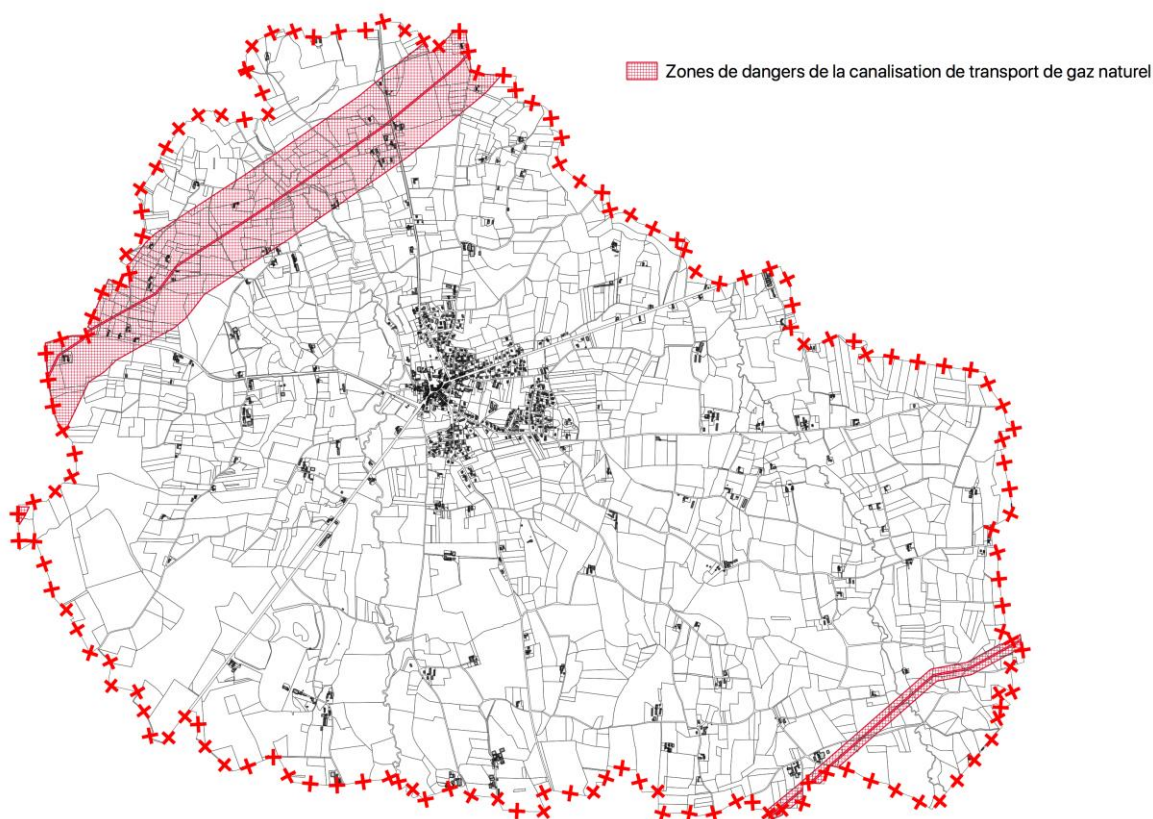 Zones de dangers de la canalisation de transport de gaz naturel